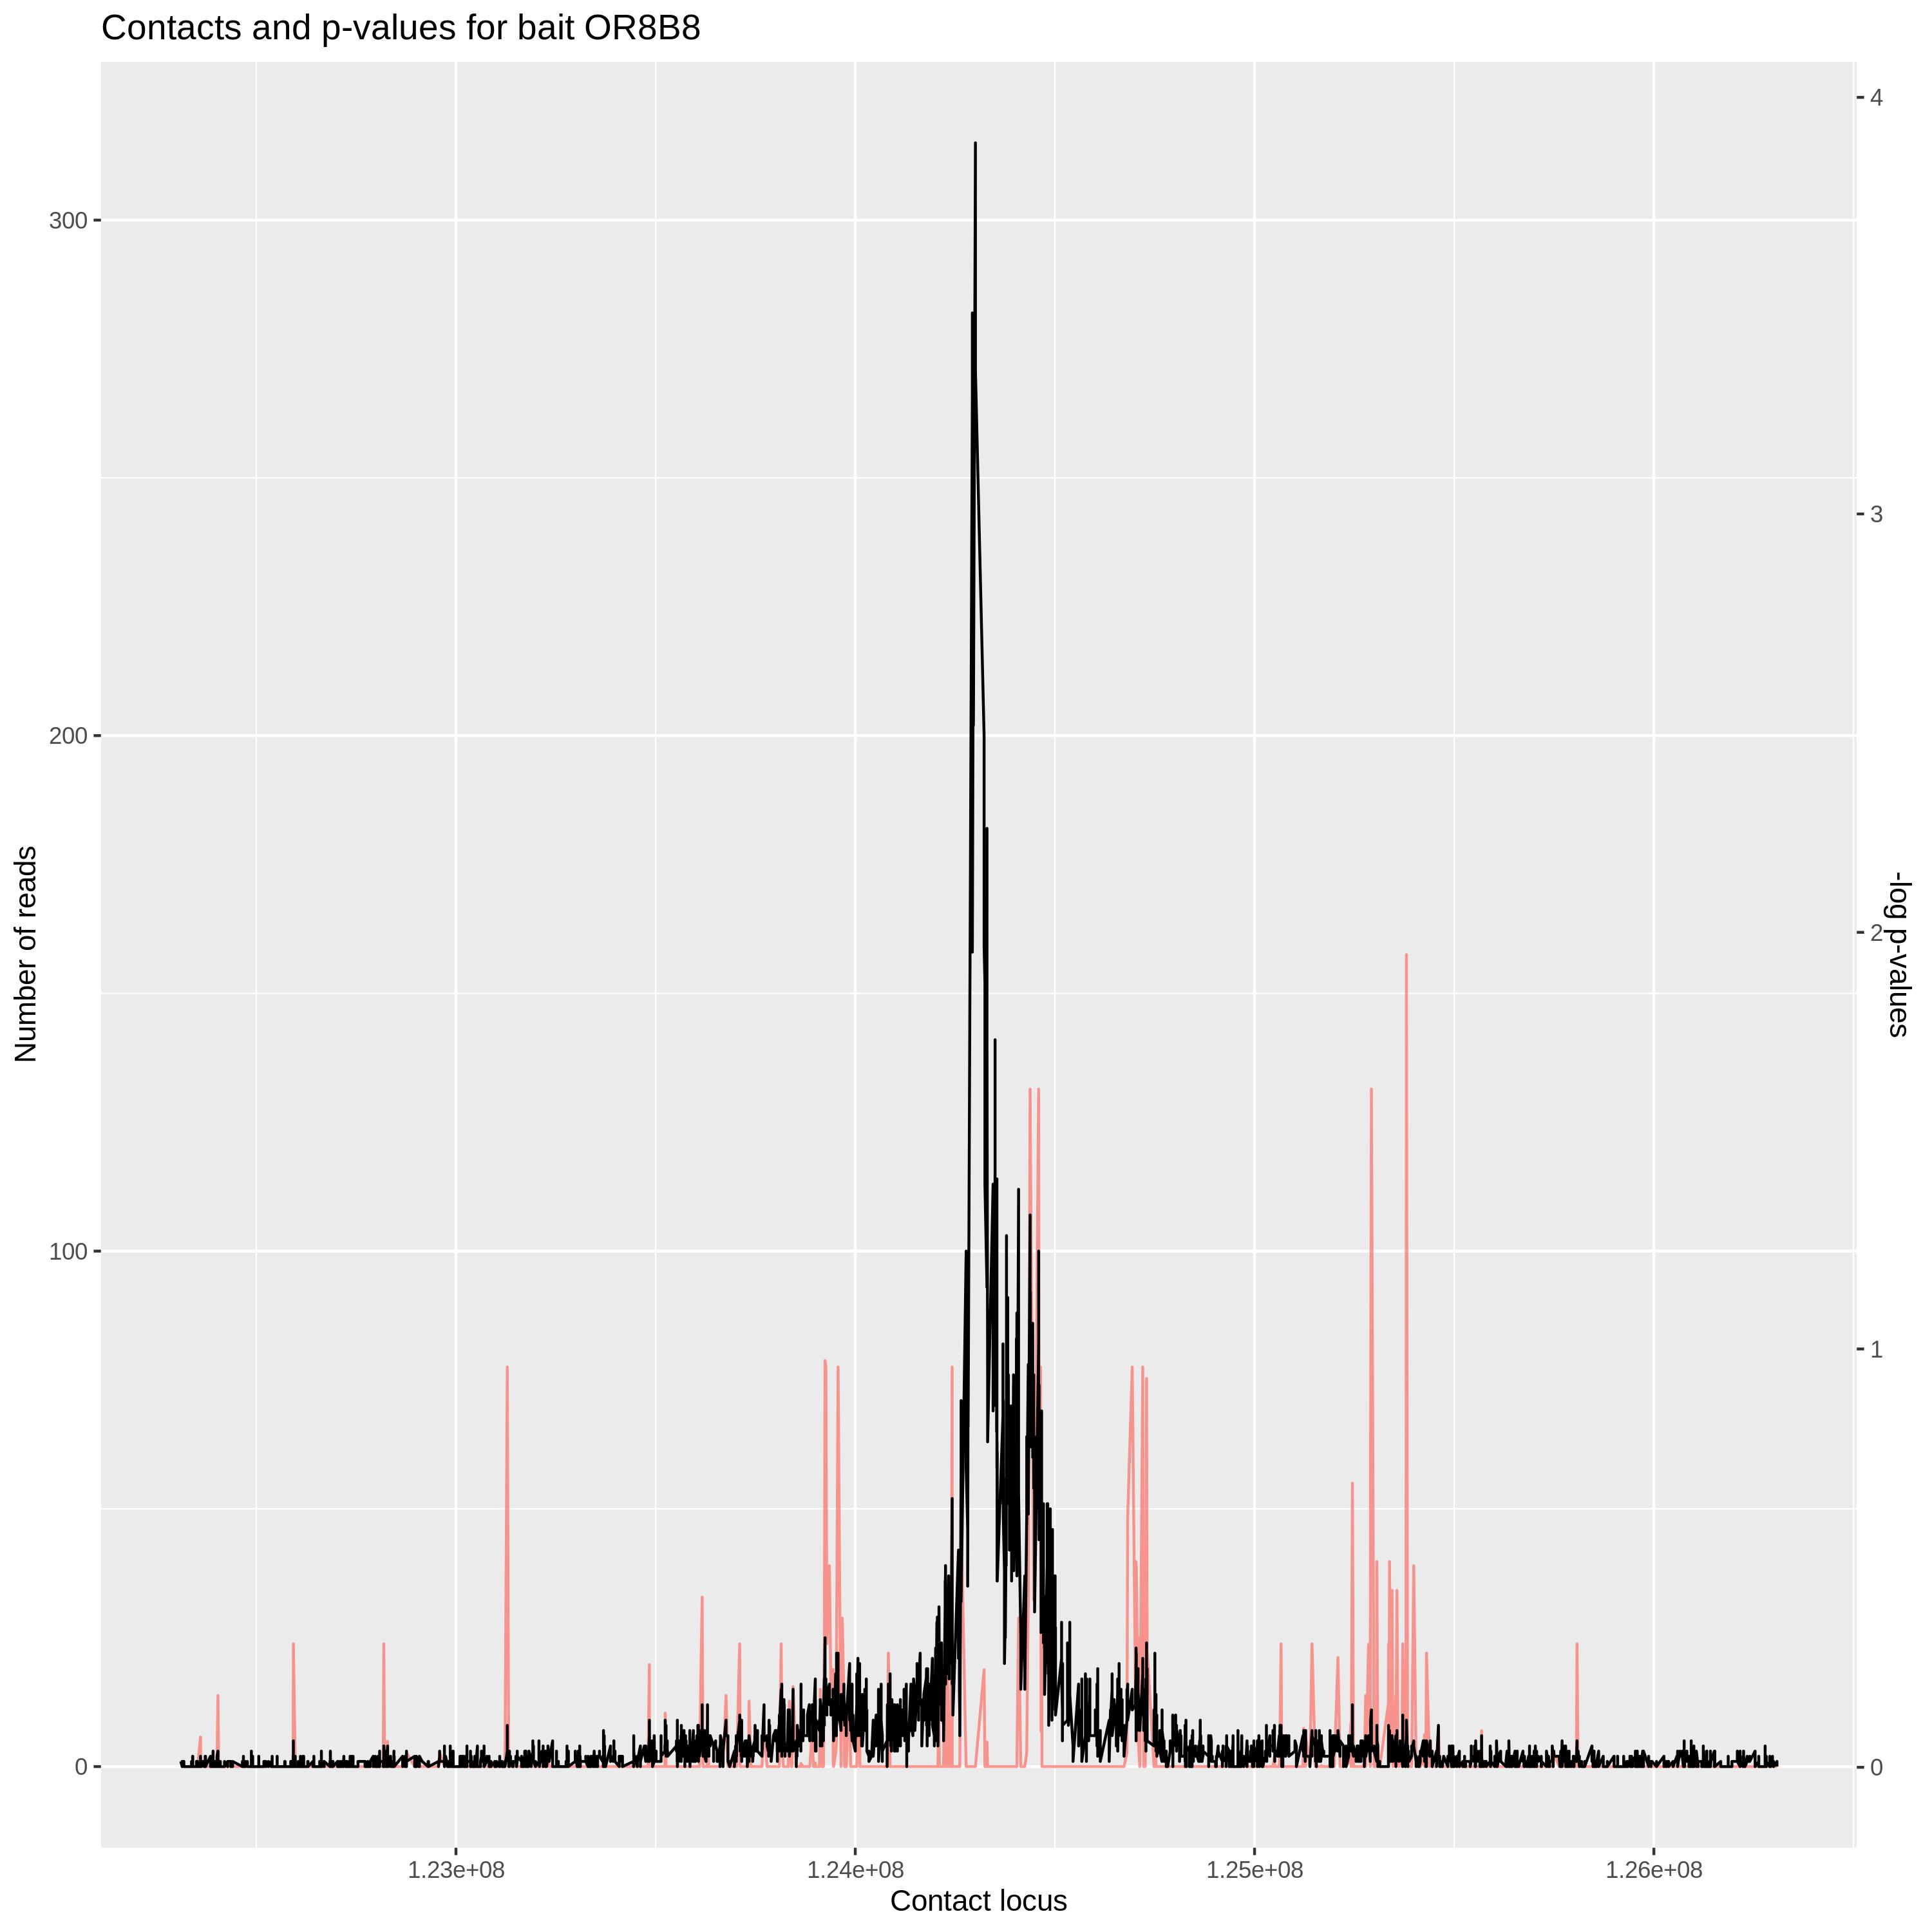 Contacts and p-values for bait OR8B8
Number of reads
300
200
100
0
4
3
2
1
0
-log p-values
1.23e+08
1.24e+08
1.25e+08
1.26e+08
Contact locus